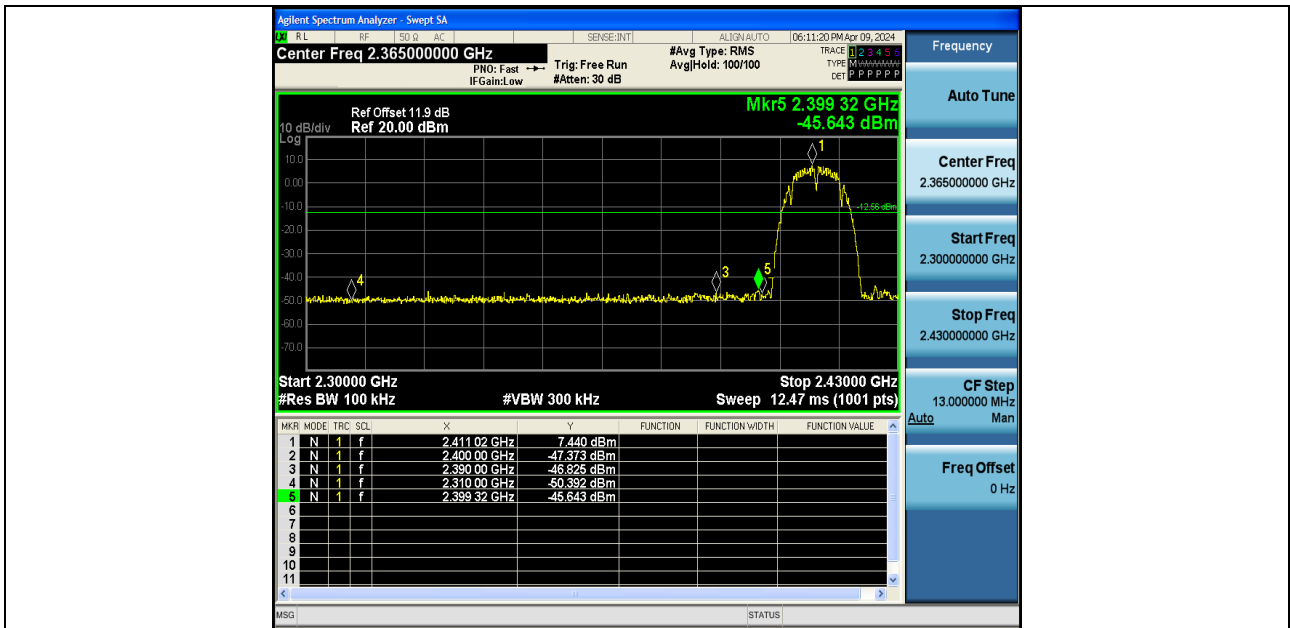 Agilent Spectrum Analyzer - Swept SA
LXI RL RF 50 Ω AC SENSE:INT ALIGNAUTO 06:11:20 PM Apr 09, 2024
Center Freq 2.365000000 GHz
PNO: Fast
IFGain:Low
Trig: Free Run
#Atten: 30 dB
#Avg Type: RMS
Avg|Hold: 100/100
TRACE 1 2 3 4 5 6
TYPE M
DET P P P P P P
Frequency
Auto Tune
Center Freq
2.365000000 GHz
Start Freq
2.300000000 GHz
Stop Freq
2.430000000 GHz
CF Step
13.000000 MHz
Auto Man
Freq Offset
0 Hz
Mkr5 2.399 32 GHz
-45.643 dBm
Ref Offset 11.9 dB
10 dB/div Ref 20.00 dBm
Log
10.0
0.00
-10.0
-20.0
-30.0
-40.0
-50.0
-60.0
-70.0
-12.56 dBm
1
3
4
5
Start 2.30000 GHz Stop 2.43000 GHz
#Res BW 100 kHz #VBW 300 kHz Sweep 12.47 ms (1001 pts)
MKR MODE TRC SCL X Y FUNCTION FUNCTION WIDTH FUNCTION VALUE
1 N 1 f 2.411 02 GHz 7.440 dBm
2 N 1 f 2.400 00 GHz -47.373 dBm
3 N 1 f 2.390 00 GHz -46.825 dBm
4 N 1 f 2.310 00 GHz -50.392 dBm
5 N 1 f 2.399 32 GHz -45.643 dBm
6
7
8
9
10
11
MSG STATUS